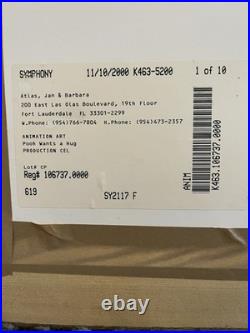 SYMPHONY 11/10/2000 K463-5200 1 of 10
Atlas, Jan & Barbara
200 East Las Olas Boulevard, 19th Floor
Fort Lauderdale FL 33301-2299
W.Phone: (954)766-7804 H.Phone: (954)473-2357
ANIMATION ART
Pooh Wants a Hug
PRODUCTION CEL
Lot# CP
Reg# 106737.0000
619 SY2117 F
ANIM
K463.106737.0000